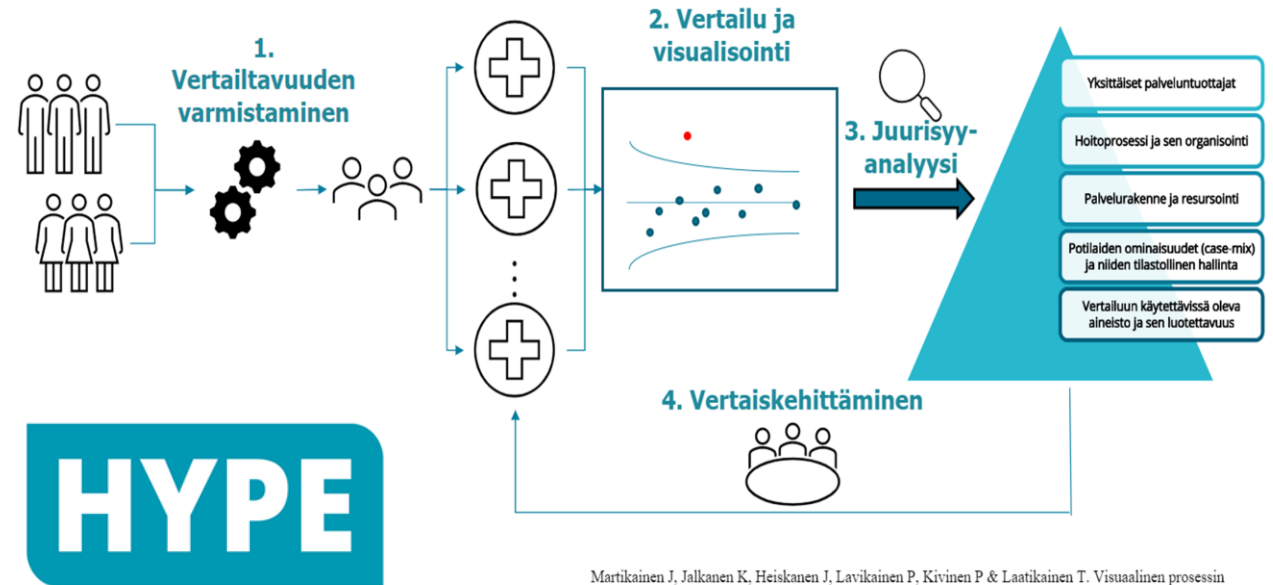 1.
Vertailtavuuden
varmistaminen
2. Vertailu ja
visualisointi
3. Juurisyy-
analyysi
Yksittäiset palveluntuottajat
Hoitoprosessi ja sen organisointi
Palvelurakenne ja resursointi
Potilaiden ominaisuudet (case-mix)
ja niiden tilastollinen hallinta
Vertailuun käytettävissä oleva
aineisto ja sen luotettavuus
4. Vertaiskehittäminen
HYPE
Martikainen J, Jalkanen K, Heiskanen J, Lavikainen P, Kivinen P & Laatikainen T. Visuaalinen prosessin